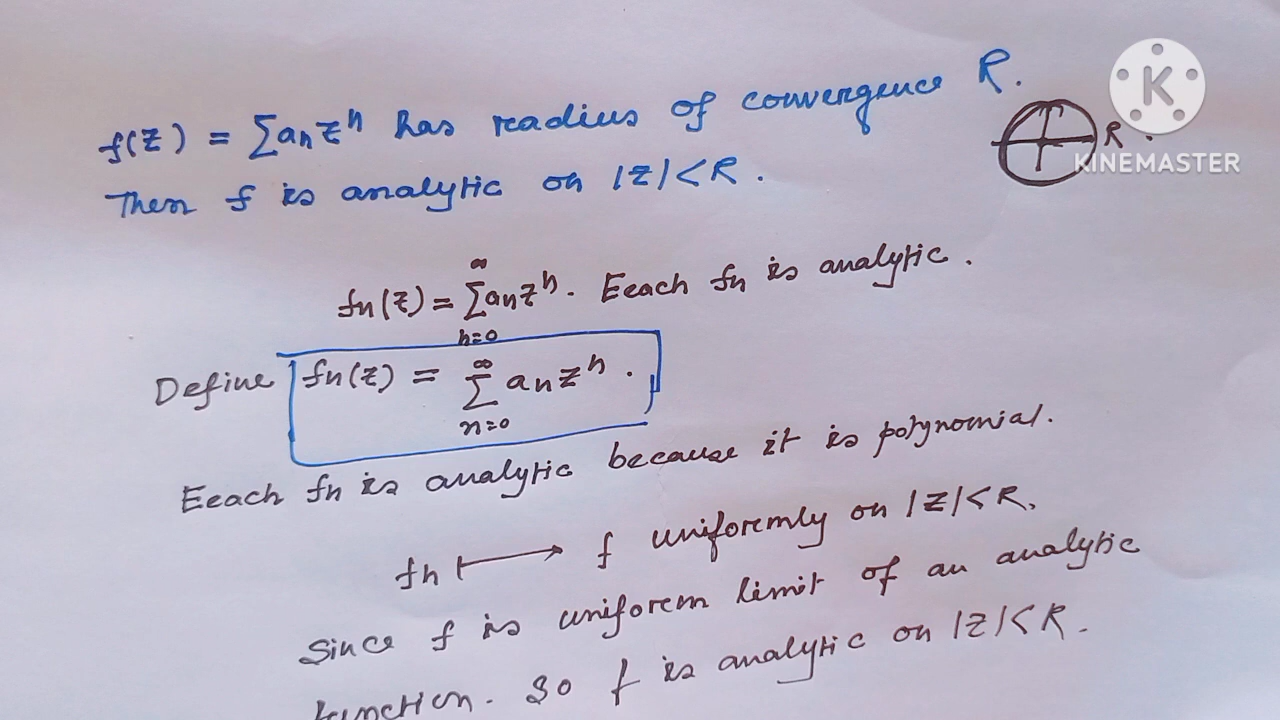 f(z) = ∑aₙzⁿ has radius of convergence R.
Then f is analytic on |z|<R.
R.
KINEMASTER
fₙ(z) = ∞∑n=0 aₙzⁿ. Eeach fn is analytic.
Define fn(z) = ∞∑n=0 aₙzⁿ.
Eeach fn is analytic because it is polynomial.
fn ⟼ f uniformly on |z|<R.
Since f is uniform limit of an analytic
function. So f is analytic on |z|<R.